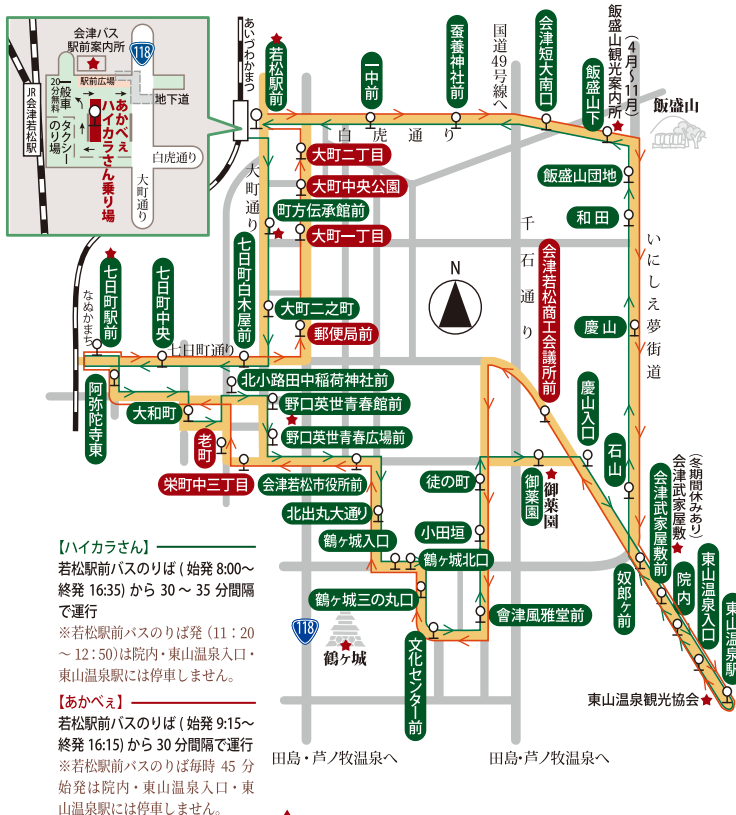 会津バス
駅前案内所
118
20分無料
一般車
駅前広場
地下道
JR会津若松駅
タクシーのり場
あかべぇ
ハイカラさん乗り場
白虎通り
大町通り
あいづわかまつ
若松駅前
一中前
蚕養神社前
国道49号線へ
会津短大南口
飯盛山下
飯盛山観光案内所
(4月～11月)
飯盛山
白虎通り
大町二丁目
大町中央公園
町方伝承館前
大町一丁目
大町通り
飯盛山団地
和田
千石通り
いにしえ夢街道
七日町駅前
なぬかまち
七日町中央
七日町白木屋前
大町二之町
郵便局前
N
会津若松商工会議所前
慶山
七日町通り
阿弥陀寺東
北小路田中稲荷神社前
野口英世青春館前
大和町
野口英世青春広場前
老町
栄町中三丁目
会津若松市役所前
慶山入口
石山
徒の町
御薬園
御薬園
北出丸大通り
鶴ヶ城入口
小田垣
鶴ヶ城北口
会津武家屋敷
(冬期間休みあり)
会津武家屋敷前
奴郎ヶ前
院内
東山温泉入口
東山温泉駅
鶴ヶ城三の丸口
會津風雅堂前
文化センター前
118
鶴ヶ城
東山温泉観光協会
田島・芦ノ牧温泉へ
田島・芦ノ牧温泉へ
【ハイカラさん】
若松駅前バスのりば ( 始発 8:00～
終発 16:35) から 30 ～ 35 分間隔
で運行
※若松駅前バスのりば発（11：20
～ 12：50）は院内・東山温泉入口・
東山温泉駅には停車しません。
【あかべぇ】
若松駅前バスのりば ( 始発 9:15～
終発 16:15) から 30 分間隔で運行
※若松駅前バスのりば毎時 45 分
始発は院内・東山温泉入口・東
山温泉駅には停車しません。